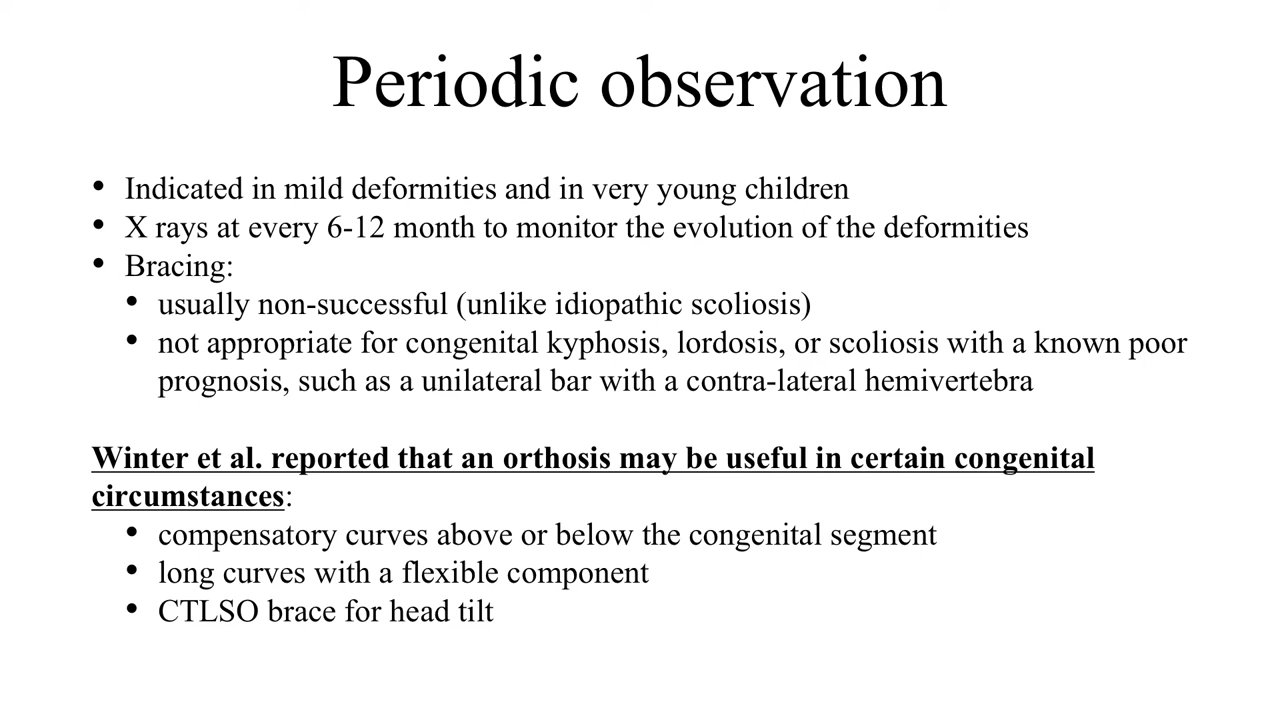 Periodic observation
• Indicated in mild deformities and in very young children
• X rays at every 6-12 month to monitor the evolution of the deformities
• Bracing:
• usually non-successful (unlike idiopathic scoliosis)
• not appropriate for congenital kyphosis, lordosis, or scoliosis with a known poor
prognosis, such as a unilateral bar with a contra-lateral hemivertebra
Winter et al. reported that an orthosis may be useful in certain congenital
circumstances:
• compensatory curves above or below the congenital segment
• long curves with a flexible component
• CTLSO brace for head tilt